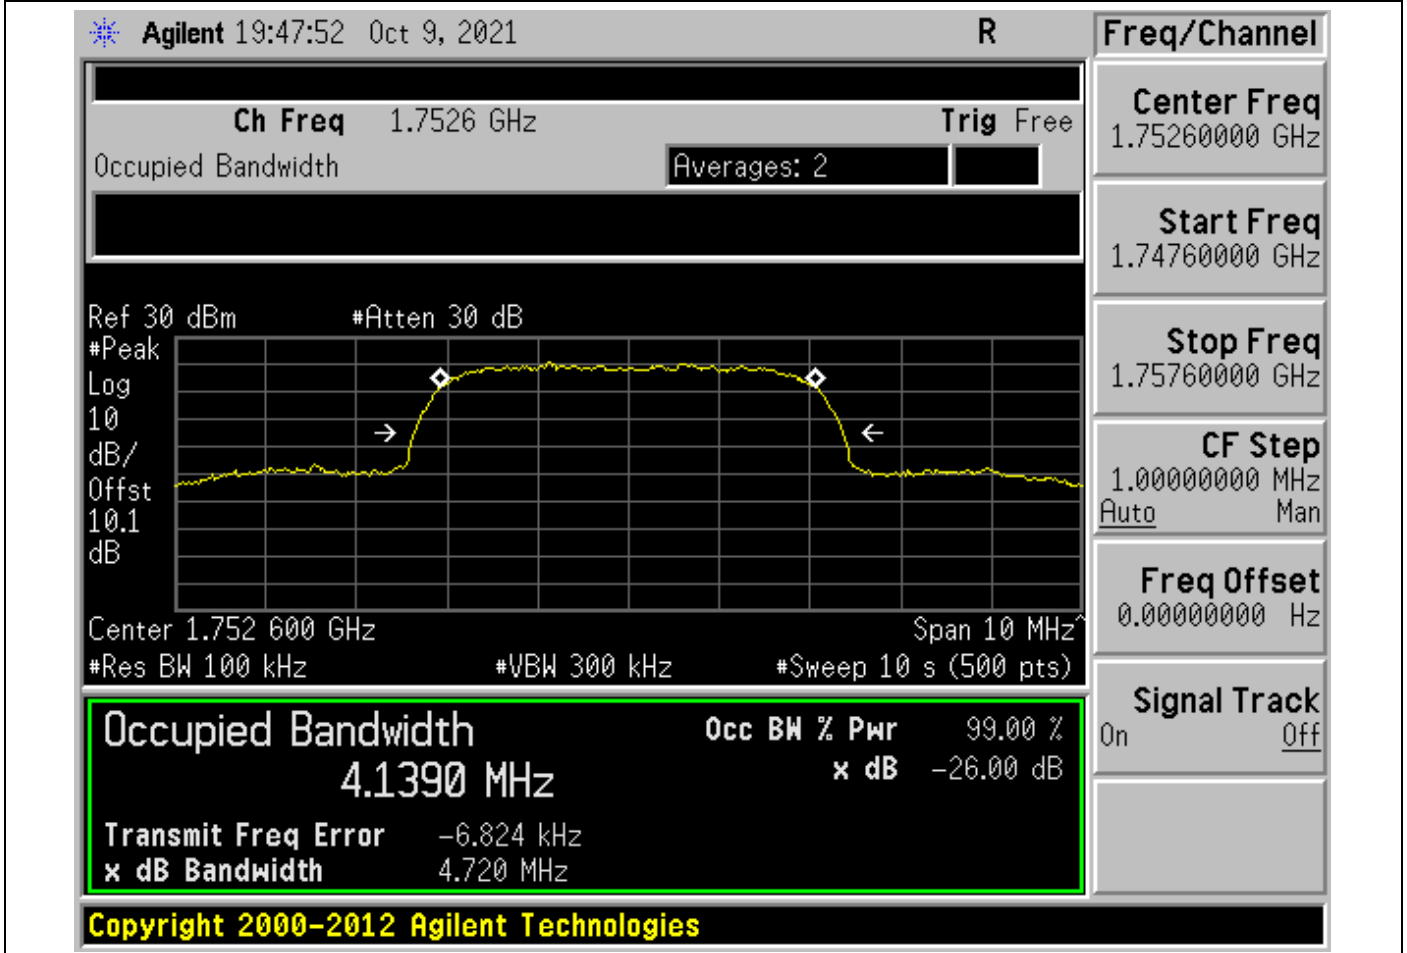 Agilent 19:47:52 Oct 9, 2021 R Freq/Channel
Ch Freq 1.7526 GHz Trig Free
Occupied Bandwidth Averages: 2
Center Freq
1.75260000 GHz
Start Freq
1.74760000 GHz
Stop Freq
1.75760000 GHz
CF Step
1.00000000 MHz
Auto Man
Freq Offset
0.00000000 Hz
Signal Track
On Off
Ref 30 dBm #Atten 30 dB
#Peak
Log
10
dB/
Offst
10.1
dB
Center 1.752 600 GHz Span 10 MHz^
#Res BW 100 kHz #VBW 300 kHz #Sweep 10 s (500 pts)
Occupied Bandwidth Occ BW % Pwr 99.00 %
4.1390 MHz x dB -26.00 dB
Transmit Freq Error -6.824 kHz
x dB Bandwidth 4.720 MHz
Copyright 2000-2012 Agilent Technologies